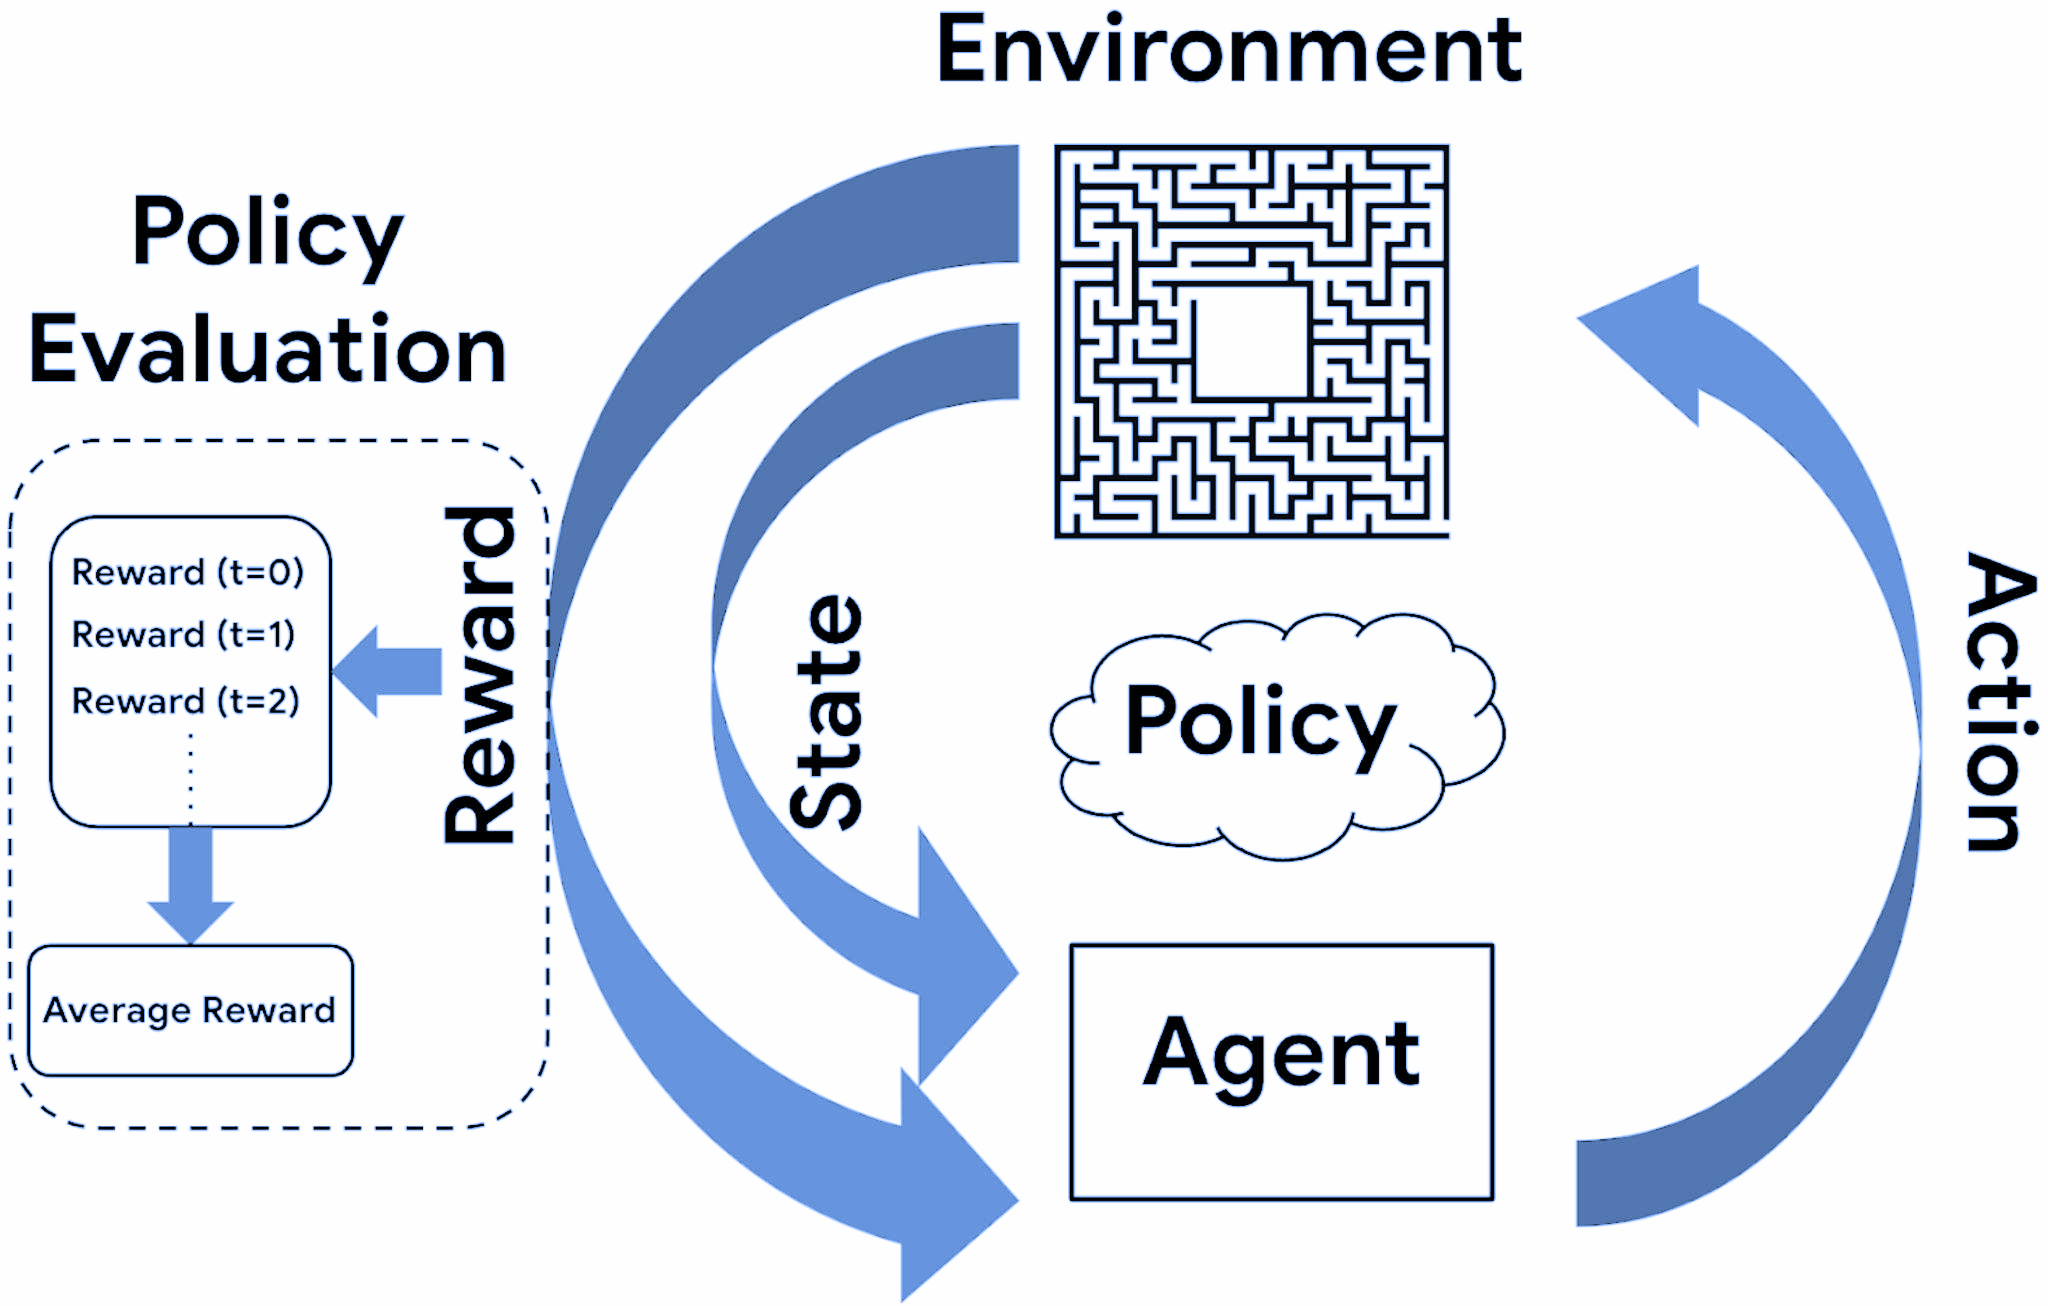 Environment
Policy
Evaluation
Reward (t=0)
Reward (t=1)
Reward (t=2)
Average Reward
Reward
State
Policy
Agent
Action